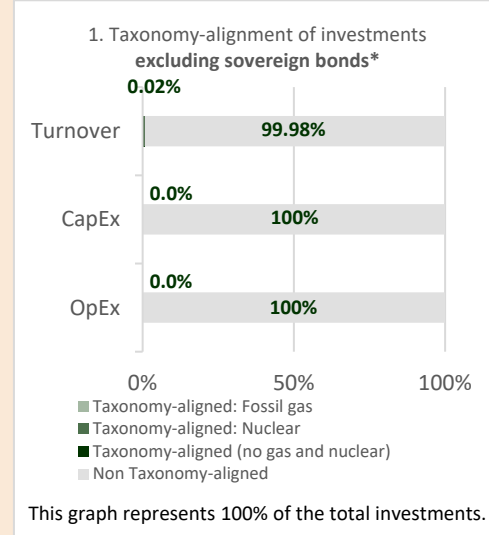 1. Taxonomy-alignment of investments
excluding sovereign bonds*
0.02%
Turnover
99.98%
0.0%
CapEx
100%
0.0%
OpEx
100%
0% 50% 100%
Taxonomy-aligned: Fossil gas
Taxonomy-aligned: Nuclear
Taxonomy-aligned (no gas and nuclear)
Non Taxonomy-aligned
This graph represents 100% of the total investments.